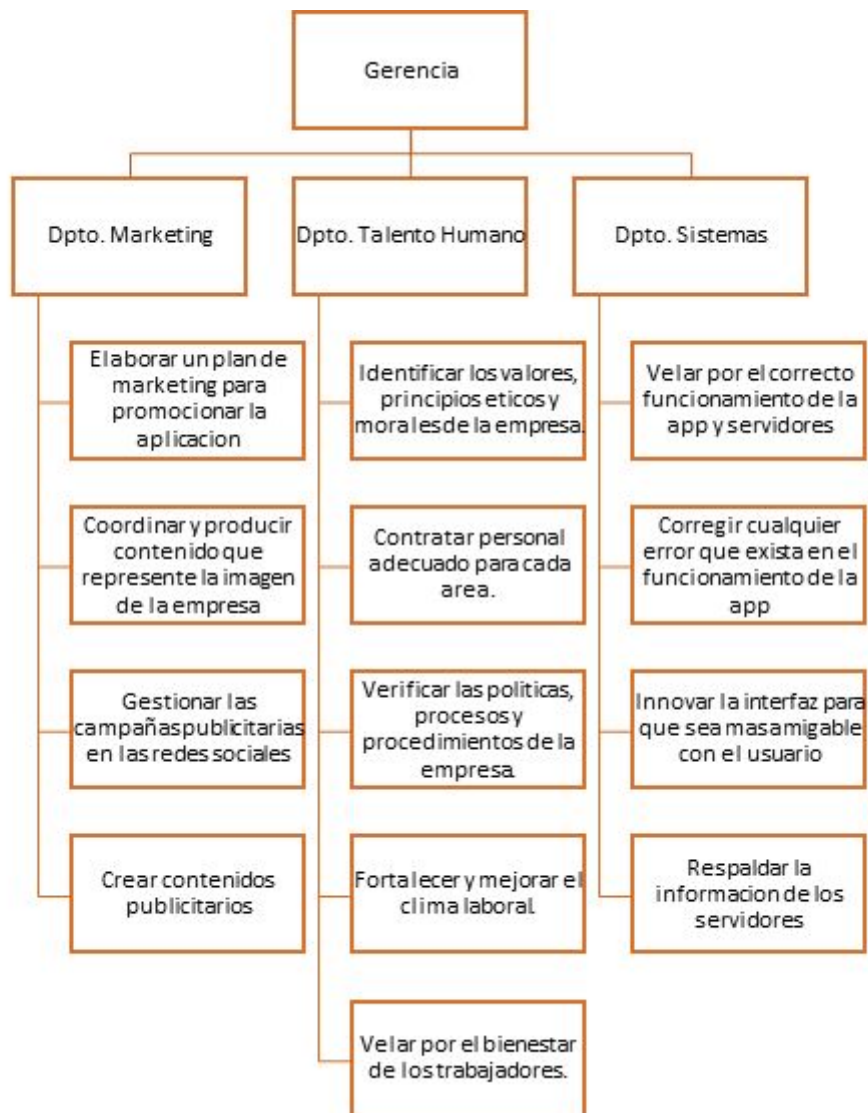 Gerencia
Dpto. Marketing
Dpto. Talento Humano
Dpto. Sistemas
Elaborar un plan de
marketing para
promocionar la
aplicacion
Coordinar y producir
contenido que
represente la imagen
de la empresa
Gestionar las
campañas publicitarias
en las redes sociales
Crear contenidos
publicitarios
Identificar los valores,
principios eticos y
morales de la empresa.
Contratar personal
adecuado para cada
area.
Verificar las politicas,
procesos y
procedimientos de la
empresa.
Fortalecer y mejorar el
clima laboral.
Velar por el bienestar
de los trabajadores.
Velar por el correcto
funcionamiento de la
app y servidores
Corregir cualquier
error que exista en el
funcionamiento de la
app
Innovar la interfaz para
que sea mas amigable
con el usuario
Respaldar la
informacion de los
servidores